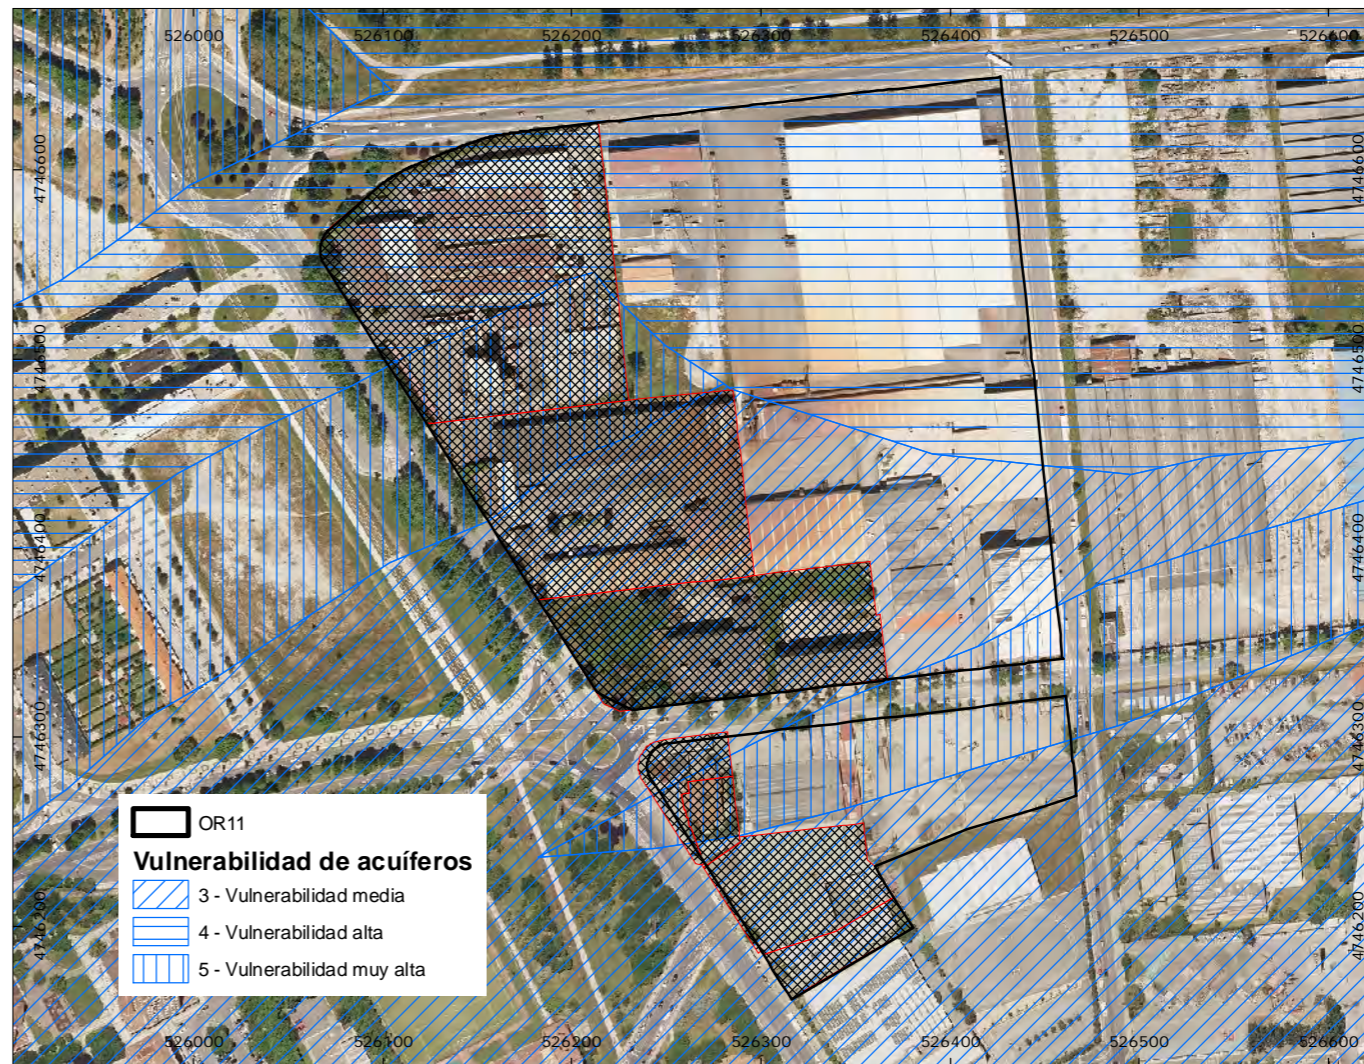 526000 526100 526200 526300 526400 526500 526600
4746600 4746600
4746500 4746500
4746400 4746400
4746300 4746300
4746200 4746200
OR11
Vulnerabilidad de acuíferos
3 - Vulnerabilidad media
4 - Vulnerabilidad alta
5 - Vulnerabilidad muy alta
526000 526100 526200 526300 526400 526500 526600